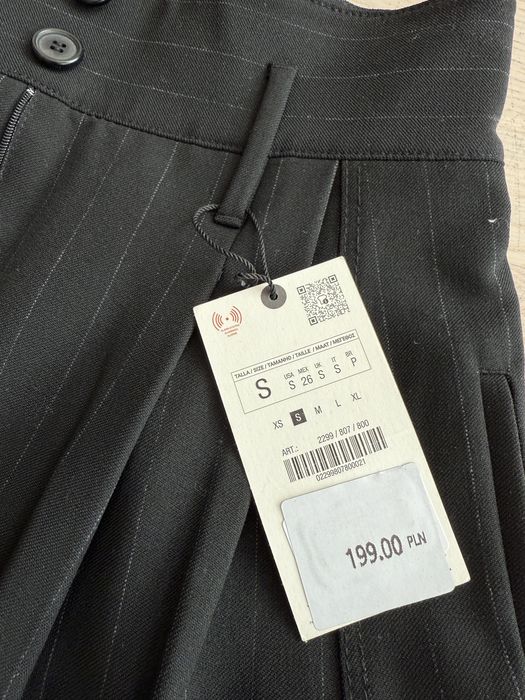 TALLA / SIZE / TAMANHO / TAILLE / MAAT / ΜΕΓΕΘΟΣ
S
USA MEX UK IT BR
S 26 S S P
XS S M L XL
ART.: 2299 / 807 / 800
02299807800021
199.00 PLN